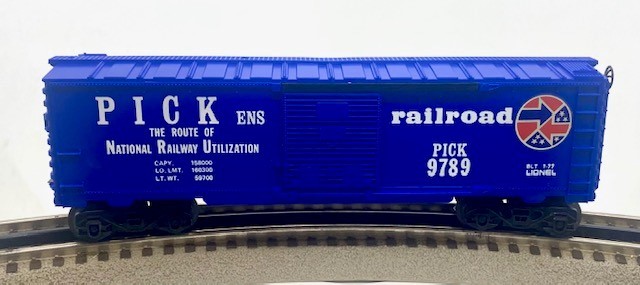 PICK ENS
THE ROUTE OF
NATIONAL RAILWAY UTILIZATION
CAPY. 158000
LD. LMT. 160300
LT. WT. 59700
railroad
PICK
9789
BLT 1-77
LIONEL